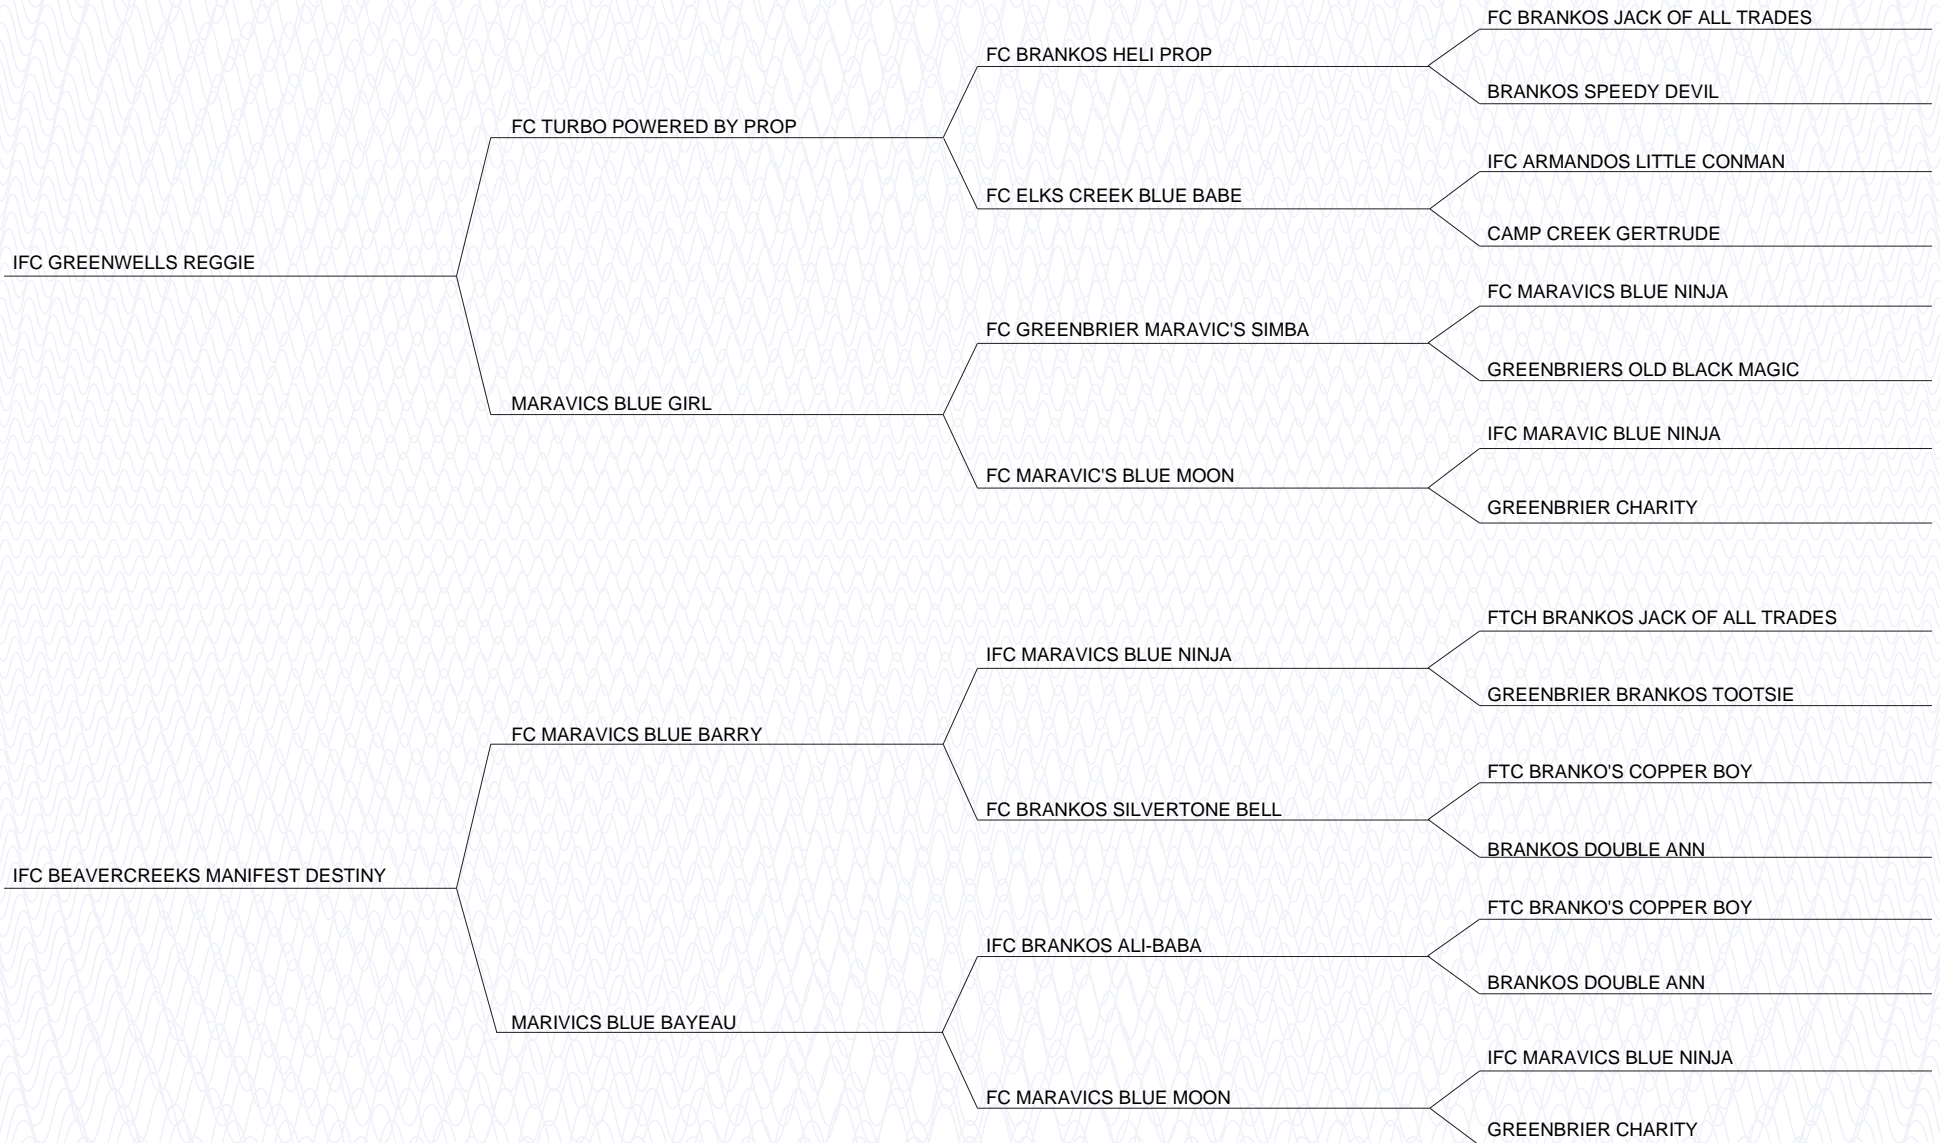 FC BRANKOS JACK OF ALL TRADES
FC BRANKOS HELI PROP
BRANKOS SPEEDY DEVIL
FC TURBO POWERED BY PROP
IFC ARMANDOS LITTLE CONMAN
FC ELKS CREEK BLUE BABE
CAMP CREEK GERTRUDE
IFC GREENWELLS REGGIE
FC MARAVICS BLUE NINJA
FC GREENBRIER MARAVIC'S SIMBA
GREENBRIERS OLD BLACK MAGIC
MARAVICS BLUE GIRL
IFC MARAVIC BLUE NINJA
FC MARAVIC'S BLUE MOON
GREENBRIER CHARITY
FTCH BRANKOS JACK OF ALL TRADES
IFC MARAVICS BLUE NINJA
GREENBRIER BRANKOS TOOTSIE
FC MARAVICS BLUE BARRY
FTC BRANKO'S COPPER BOY
FC BRANKOS SILVERTONE BELL
BRANKOS DOUBLE ANN
IFC BEAVERCREEKS MANIFEST DESTINY
FTC BRANKO'S COPPER BOY
IFC BRANKOS ALI-BABA
BRANKOS DOUBLE ANN
MARIVICS BLUE BAYEAU
IFC MARAVICS BLUE NINJA
FC MARAVICS BLUE MOON
GREENBRIER CHARITY